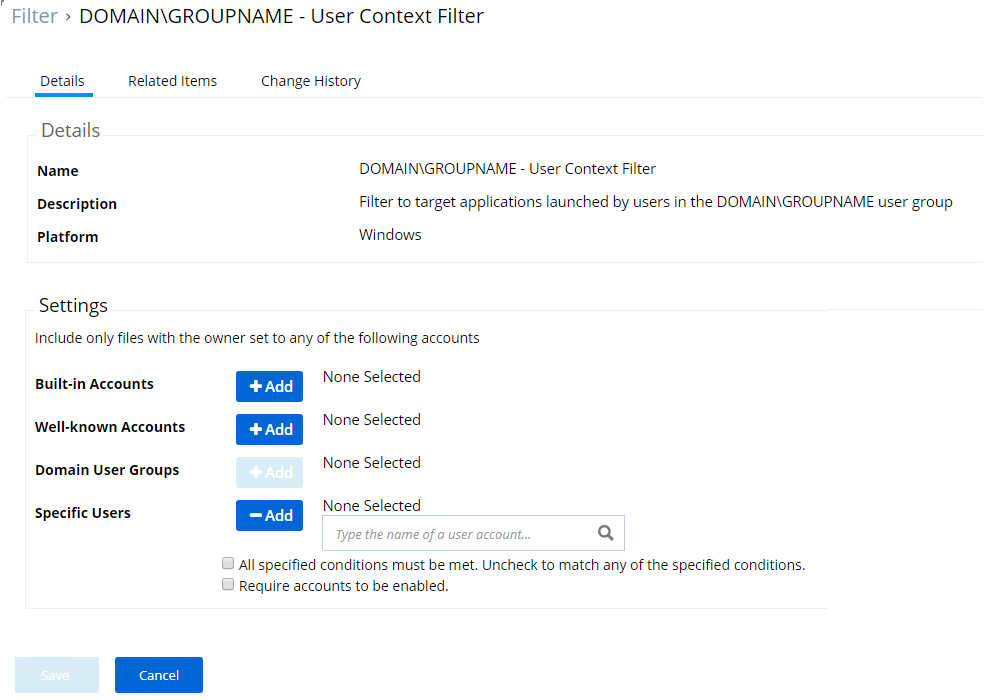 Filter › DOMAIN\GROUPNAME - User Context Filter
Details Related Items Change History
Details
Name DOMAIN\GROUPNAME - User Context Filter
Description Filter to target applications launched by users in the DOMAIN\GROUPNAME user group
Platform Windows
Settings
Include only files with the owner set to any of the following accounts
Built-in Accounts + Add None Selected
Well-known Accounts + Add None Selected
Domain User Groups + Add None Selected
Specific Users − Add None Selected
Type the name of a user account...
All specified conditions must be met. Uncheck to match any of the specified conditions.
Require accounts to be enabled.
Save Cancel